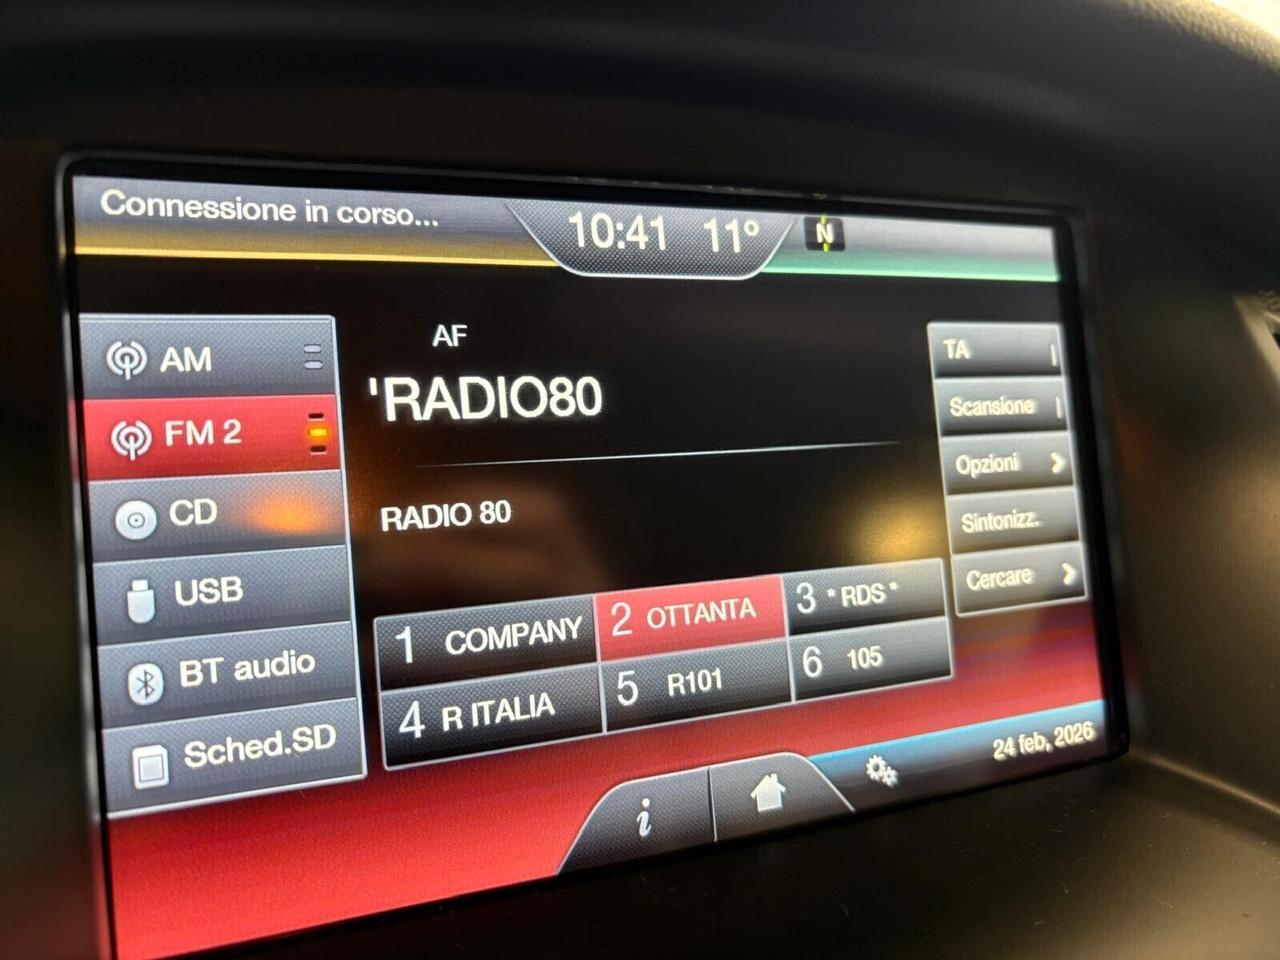 Connessione in corso...
10:41 11°
N
AM
FM 2
CD
USB
BT audio
Sched.SD
AF
'RADIO80
RADIO 80
1 COMPANY
2 OTTANTA
3 * RDS *
4 R ITALIA
5 R101
6 105
TA
Scansione
Opzioni
Sintonizz.
Cercare
i
24 feb, 2026